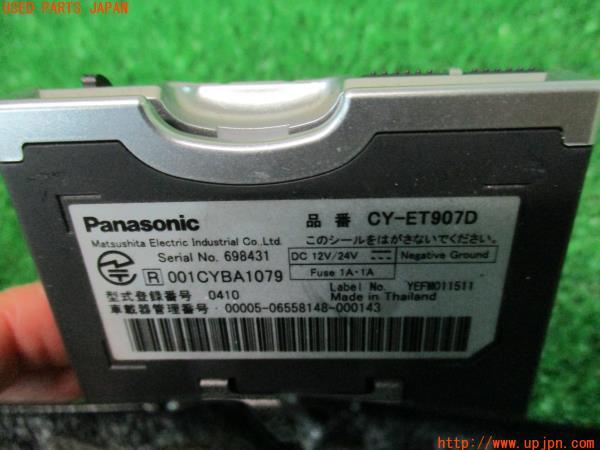 USED PARTS JAPAN
Panasonic
品番 CY-ET907D
Matsushita Electric Industrial Co.,Ltd.
このシールをはがさないでください。
Serial No. 698431
DC 12V/24V
Negative Ground
Fuse 1A・1A
R 001CYBA1079
Label No. YEFM011511
型式登録番号 0410
Made in Thailand
車載器管理番号・00005-06558148-000143
http://www.upjpn.com/